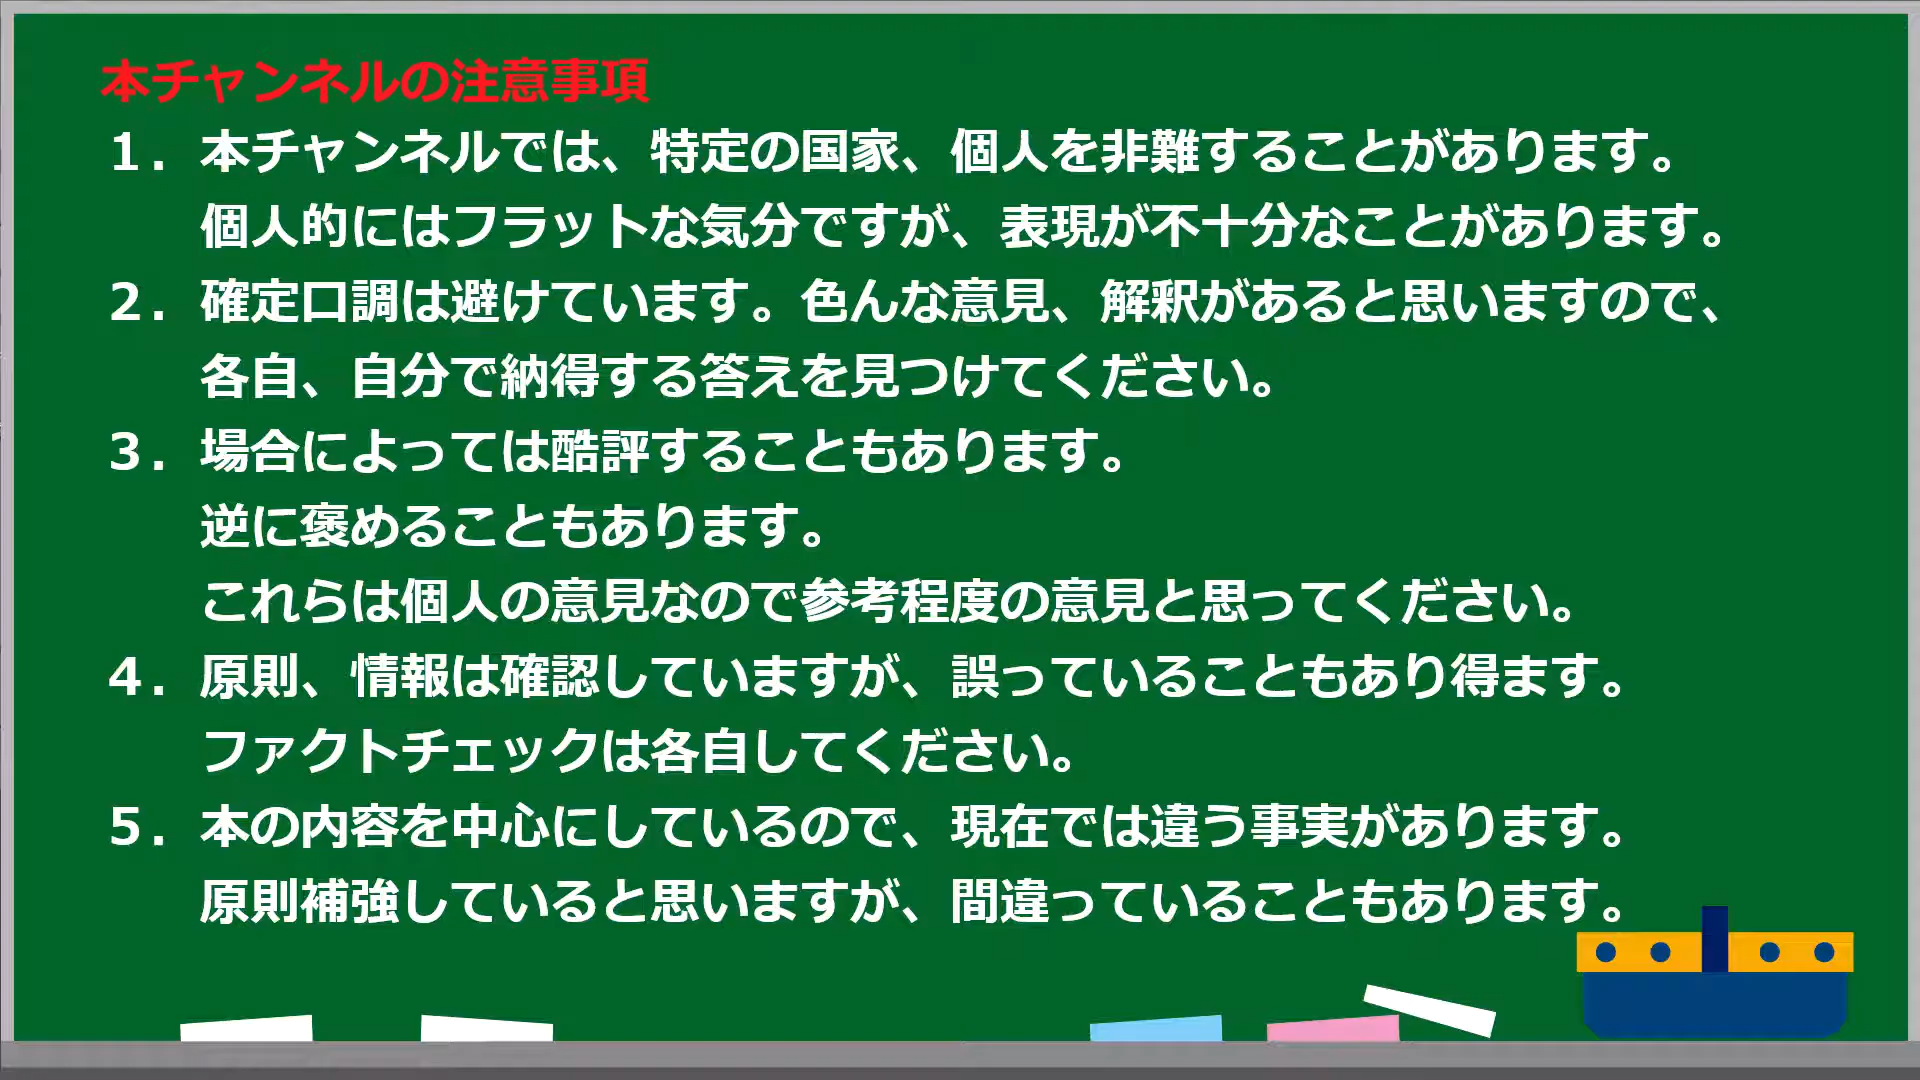 本チャンネルの注意事項
１．本チャンネルでは、特定の国家、個人を非難することがあります。
個人的にはフラットな気分ですが、表現が不十分なことがあります。
２．確定口調は避けています。色んな意見、解釈があると思いますので、
各自、自分で納得する答えを見つけてください。
３．場合によっては酷評することもあります。
逆に褒めることもあります。
これらは個人の意見なので参考程度の意見と思ってください。
４．原則、情報は確認していますが、誤っていることもあり得ます。
ファクトチェックは各自してください。
５．本の内容を中心にしているので、現在では違う事実があります。
原則補強していると思いますが、間違っていることもあります。